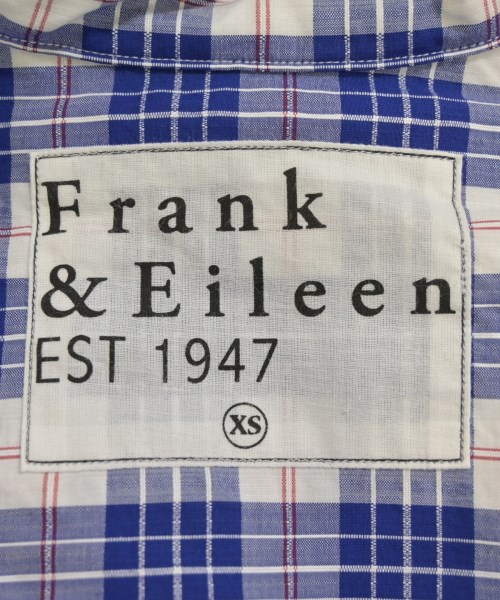 Frank
& Eileen
EST 1947
XS